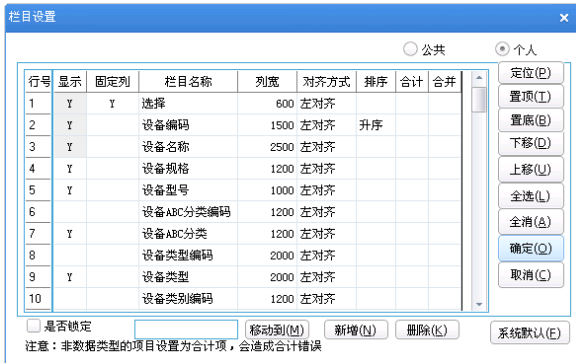 栏目设置
公共 个人
行号 显示 固定列 栏目名称 列宽 对齐方式 排序 合计 合并
1 Y Y 选择 600 左对齐
2 Y 设备编码 1500 左对齐 升序
3 Y 设备名称 2500 左对齐
4 Y 设备规格 1200 左对齐
5 Y 设备型号 1000 左对齐
6 设备ABC分类编码 1200 左对齐
7 Y 设备ABC分类 1200 左对齐
8 设备类型编码 2000 左对齐
9 Y 设备类型 2000 左对齐
10 设备类别编码 1200 左对齐
定位(P)
置顶(T)
置底(B)
下移(D)
上移(U)
全选(L)
全消(A)
确定(O)
取消(C)
是否锁定 移动到(M) 新增(N) 删除(K) 系统默认(F)
注意：非数据类型的项目设置为合计项，会造成合计错误